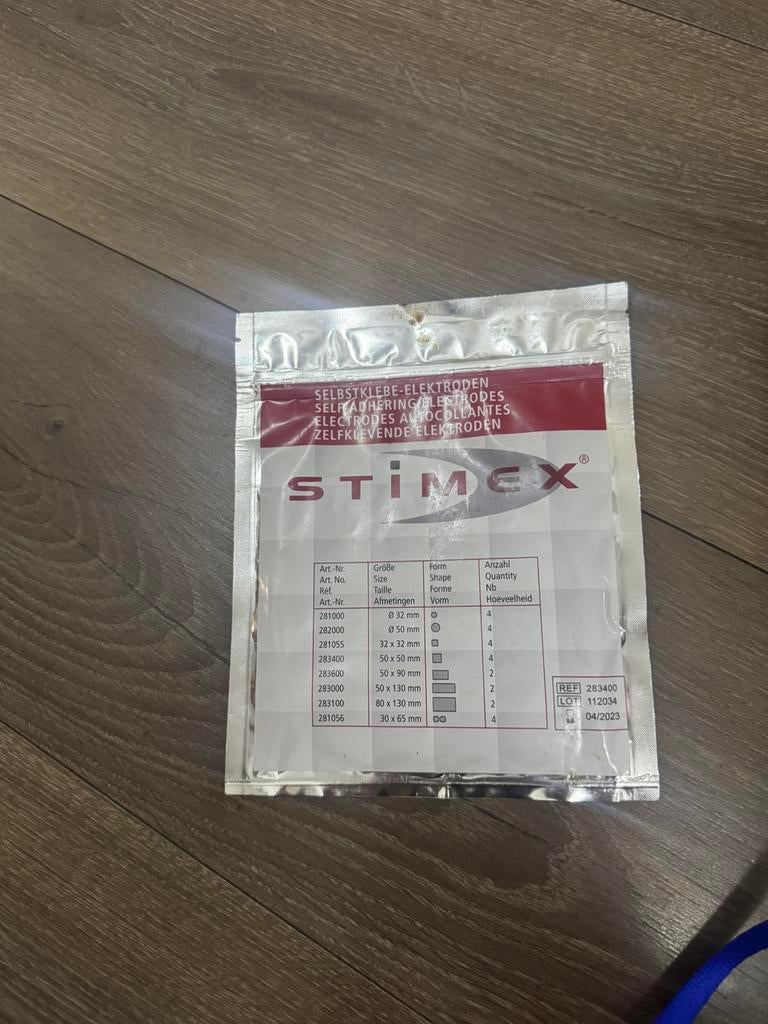 SELBSTKLEBE-ELEKTRODEN
SELF ADHERING ELECTRODES
ELECTRODES AUTOCOLLANTES
ZELFKLEVENDE ELEKTRODEN
STIMEX®
Art.-Nr. Größe Form Anzahl
Art. No. Size Shape Quantity
Réf. Taille Forme Nb
Art.-Nr. Afmetingen Vorm Hoeveelheid
281000 Ø 32 mm 4
282000 Ø 50 mm 4
281055 32 x 32 mm 4
283400 50 x 50 mm 4
283600 50 x 90 mm 2
283000 50 x 130 mm 2
283100 80 x 130 mm 2
281056 30 x 65 mm 4
REF 283400
LOT 112034
04/2023